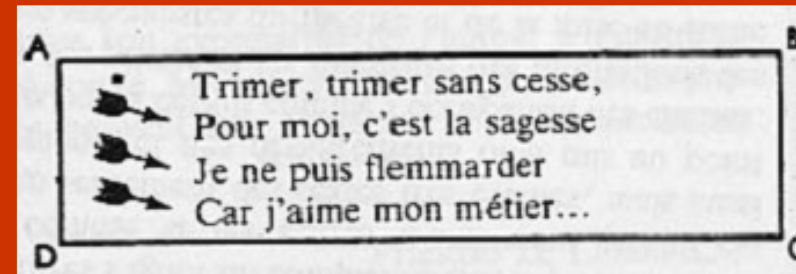 A B
Trimer, trimer sans cesse,
Pour moi, c'est la sagesse
Je ne puis flemmarder
Car j'aime mon métier...
D C